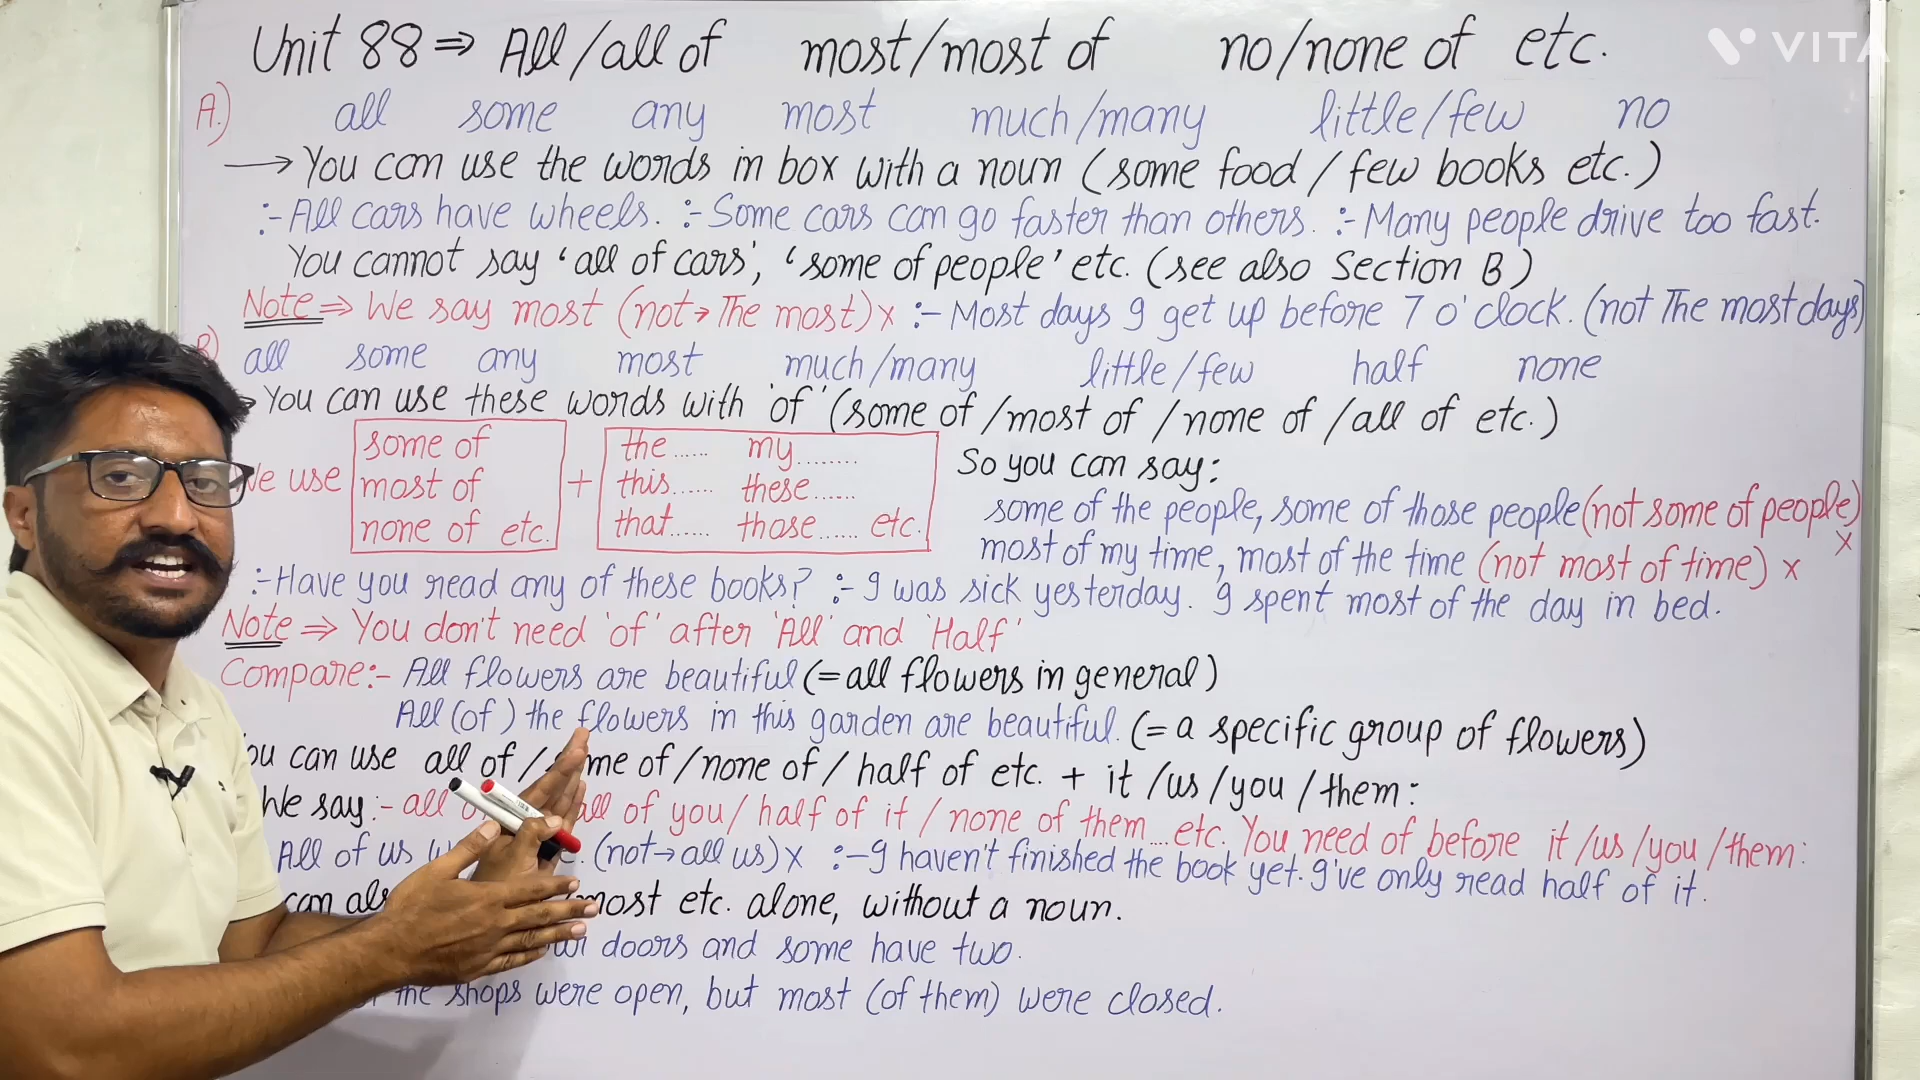 Unit 88 ⇒ All/all of most/most of no/none of etc.
VITA
A.) all some any most much/many little/few no
→ You can use the words in box with a noun (some food / few books etc.)
:- All cars have wheels. :- Some cars can go faster than others. :- Many people drive too fast.
You cannot say 'all of cars', 'some of people' etc. (see also Section B)
Note ⇒ We say most (not → The most) x :- Most days I get up before 7 o'clock. (not The most days)
B) all some any most much/many little/few half none
You can use these words with 'of' (some of /most of /none of /all of etc.)
We use some of most of none of etc. + the...... my........ this...... these...... that...... those...... etc.
So you can say:
some of the people, some of those people (not some of people) x
most of my time, most of the time (not most of time) x
:- Have you read any of these books? :- I was sick yesterday. I spent most of the day in bed.
Note ⇒ You don't need 'of' after 'All' and 'Half'
Compare:- All flowers are beautiful (= all flowers in general)
All (of) the flowers in this garden are beautiful. (= a specific group of flowers)
ou can use all of / me of / none of / half of etc. + it /us /you /them:
We say :- all all of you / half of it / none of them...etc. You need of before it /us /you /them:
All of us (not → all us) x :- I haven't finished the book yet. I've only read half of it.
can most etc. alone, without a noun.
doors and some have two.
the shops were open, but most (of them) were closed.